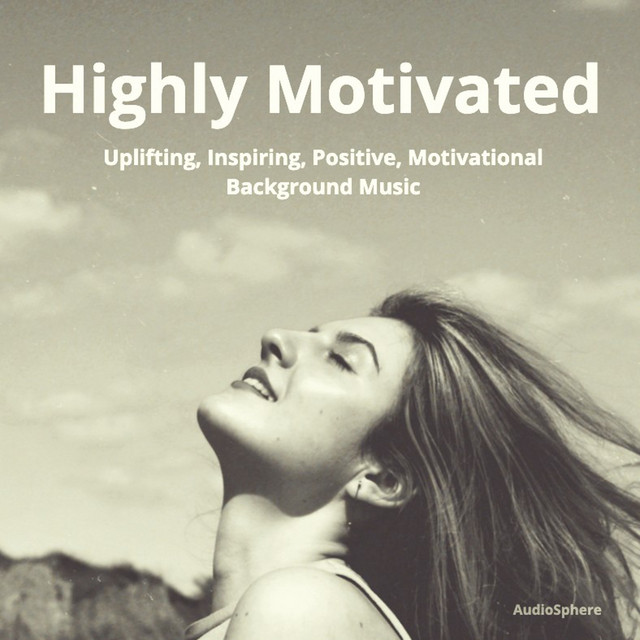 Highly Motivated
Uplifting, Inspiring, Positive, Motivational
Background Music
AudioSphere